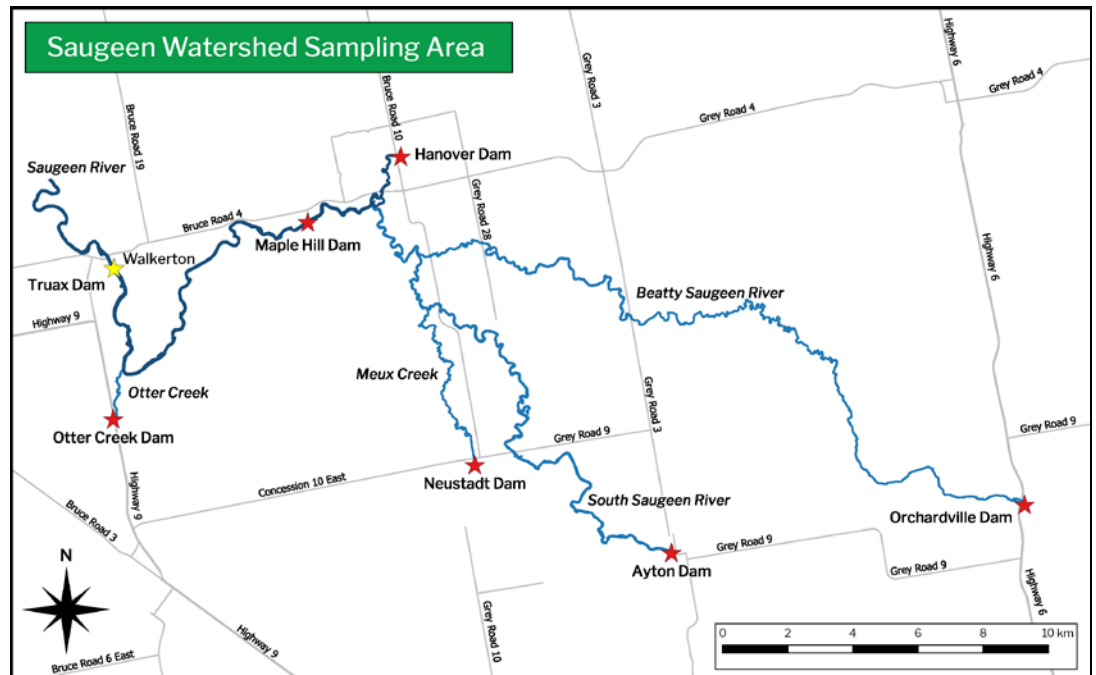 Saugeen Watershed Sampling Area
Highway 6
Grey Road 3
Grey Road 4
Bruce Road 10
Bruce Road 19
Grey Road 4
Saugeen River
Hanover Dam
Grey Road 28
Bruce Road 4
Maple Hill Dam
Walkerton
Truax Dam
Highway 6
Beatty Saugeen River
Highway 9
Meux Creek
Otter Creek
Grey Road 3
Otter Creek Dam
Grey Road 9
Grey Road 9
Neustadt Dam
Concession 10 East
Highway 9
South Saugeen River
Orchardville Dam
Bruce Road 3
Grey Road 9
Ayton Dam
Grey Road 9
N
Highway 6
Grey Road 10
Highway 9
Bruce Road 6 East
0 2 4 6 8 10 km